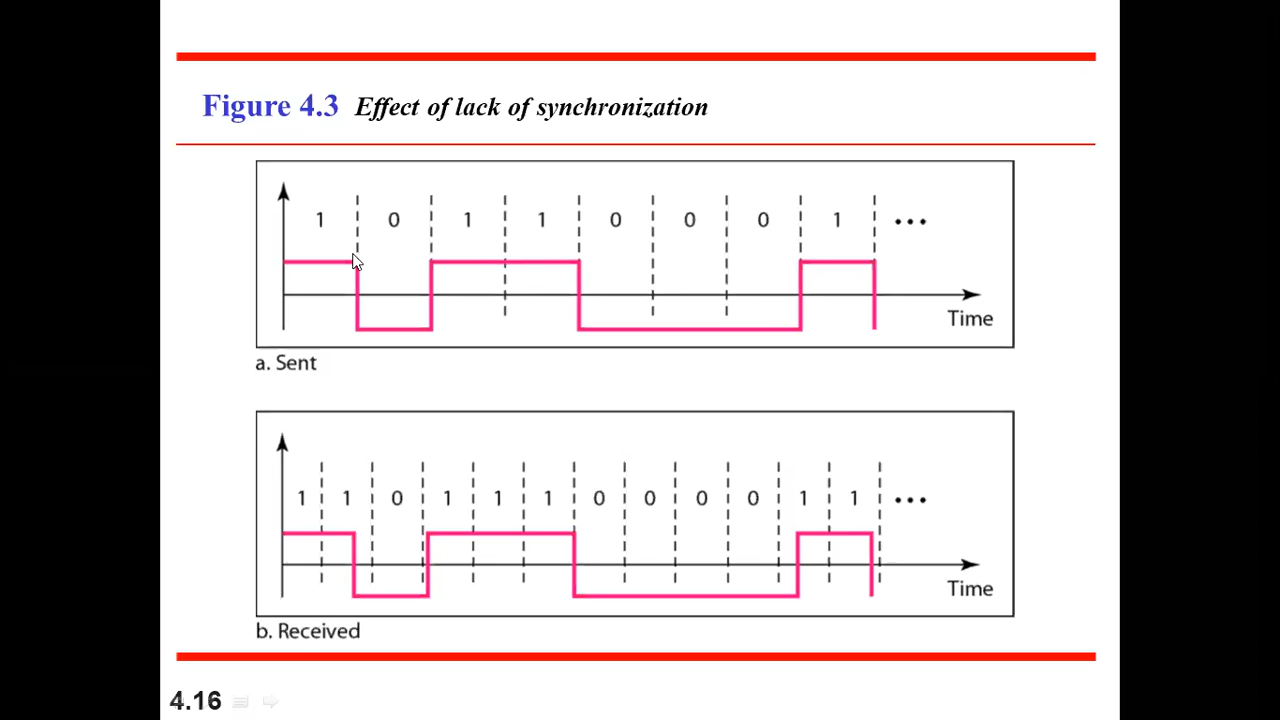 Figure 4.3 Effect of lack of synchronization
1 0 1 1 0 0 0 1 •••
Time
a. Sent
1 1 0 1 1 1 0 0 0 0 1 1 •••
Time
b. Received
4.16